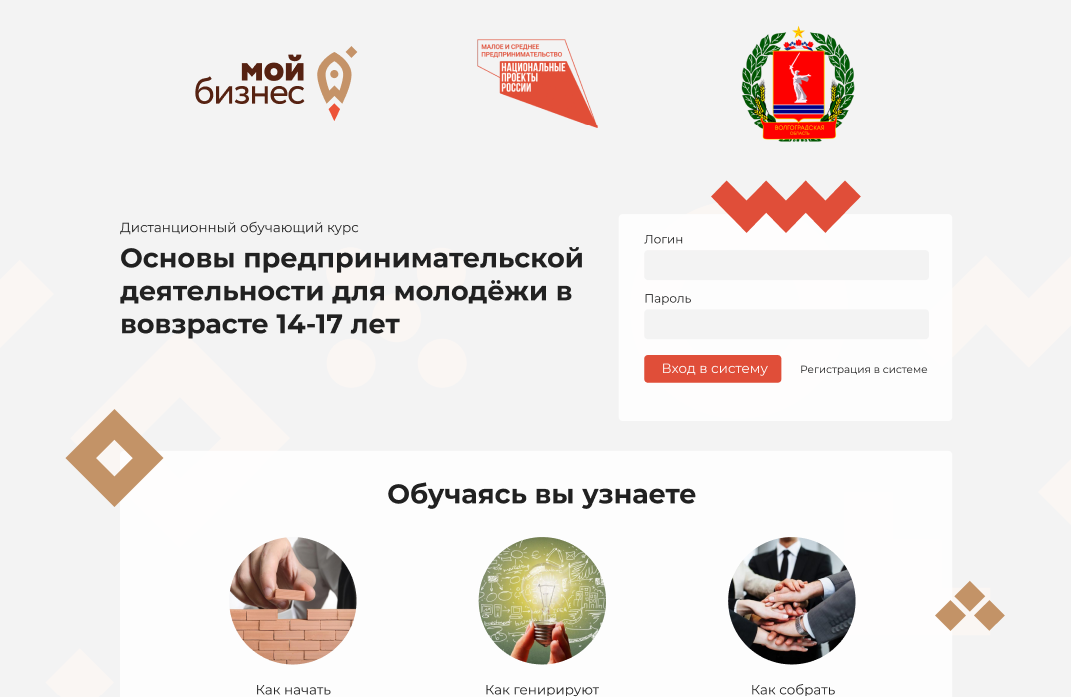 мой
бизнес
МАЛОЕ И СРЕДНЕЕ
ПРЕДПРИНИМАТЕЛЬСТВО
НАЦИОНАЛЬНЫЕ
ПРОЕКТЫ
РОССИИ
ВОЛГОГРАДСКАЯ
ОБЛАСТЬ
Дистанционный обучающий курс
Основы предпринимательской
деятельности для молодёжи в
вовзрасте 14-17 лет
Логин
Пароль
Вход в систему
Регистрация в системе
Обучаясь вы узнаете
Как начать
Как генирируют
Как собрать